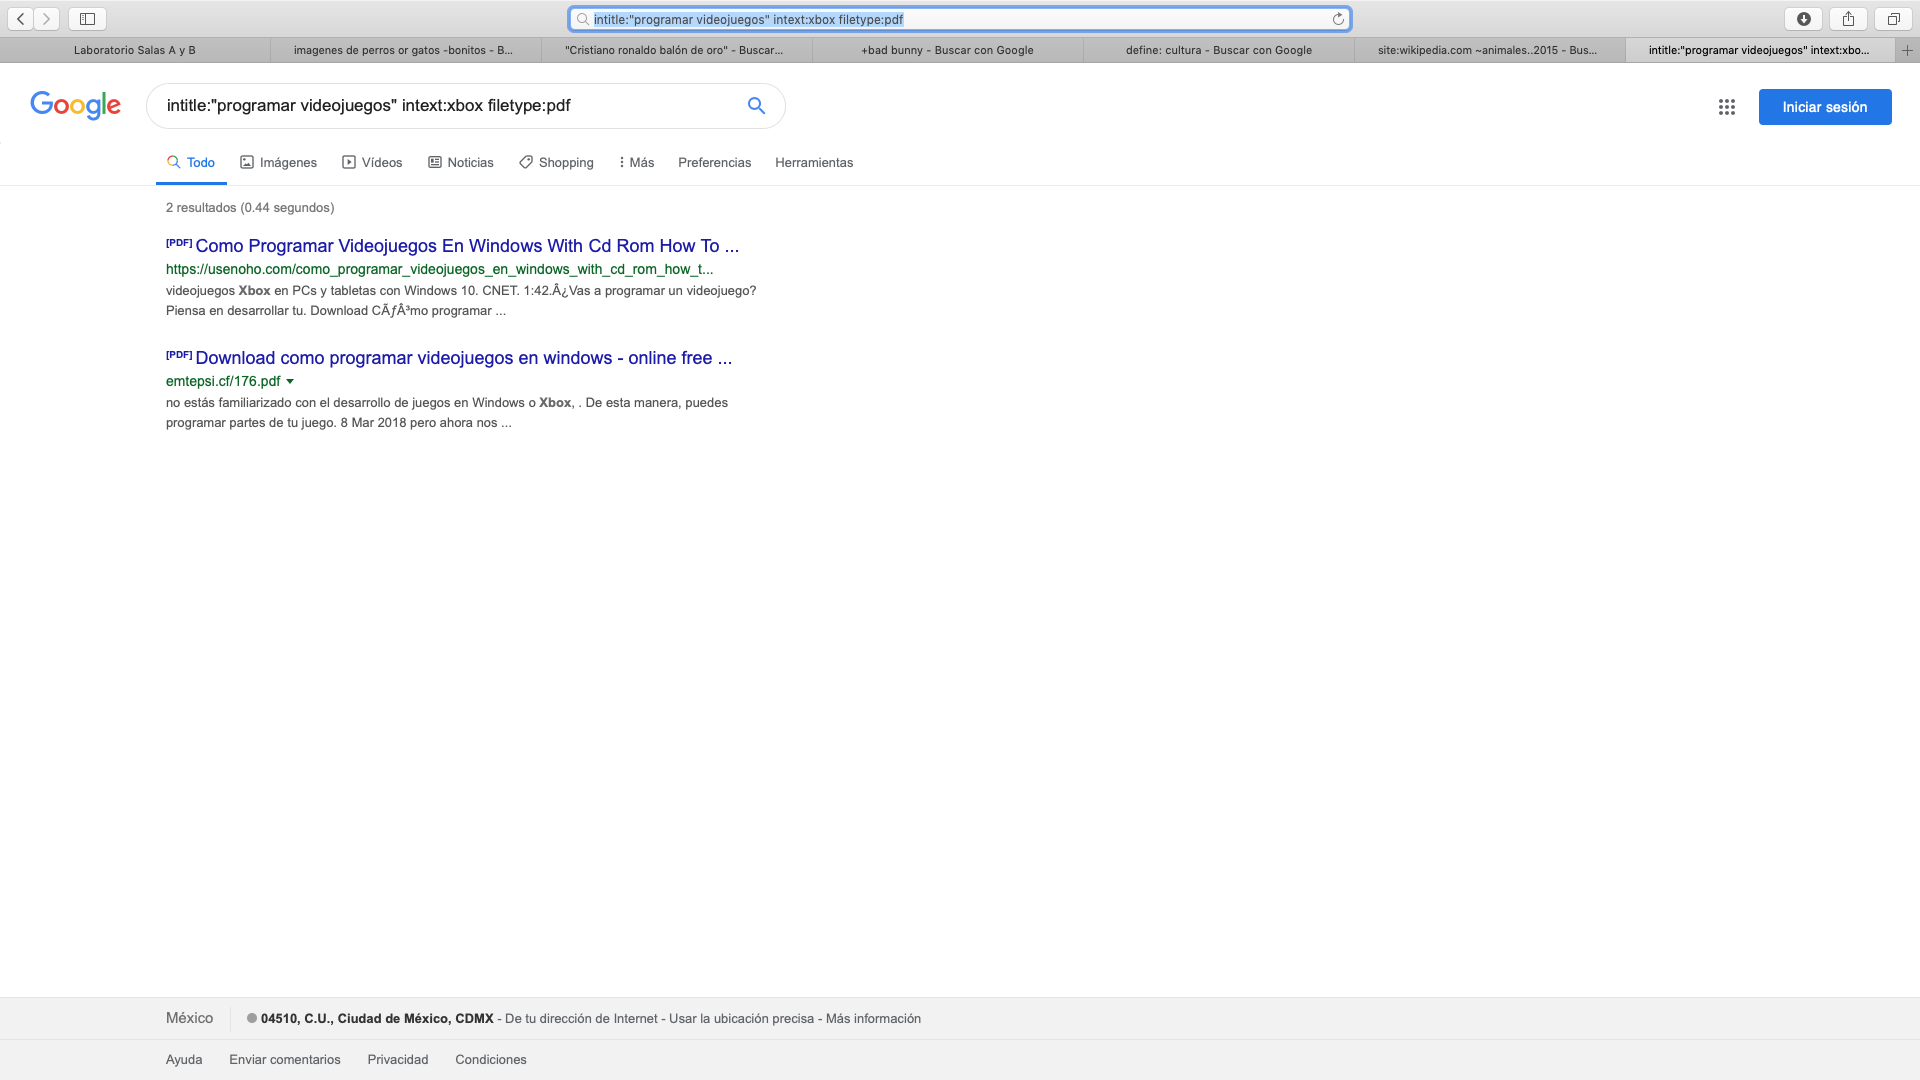 intitle:"programar videojuegos" intext:xbox filetype:pdf
Laboratorio Salas A y B
imagenes de perros or gatos -bonitos - B...
"Cristiano ronaldo balón de oro" - Buscar...
+bad bunny - Buscar con Google
define: cultura - Buscar con Google
site:wikipedia.com ~animales..2015 - Bus...
intitle:"programar videojuegos" intext:xbo...
Google
intitle:"programar videojuegos" intext:xbox filetype:pdf
Iniciar sesión
Todo
Imágenes
Vídeos
Noticias
Shopping
Más
Preferencias
Herramientas
2 resultados (0.44 segundos)
[PDF] Como Programar Videojuegos En Windows With Cd Rom How To ...
https://usenoho.com/como_programar_videojuegos_en_windows_with_cd_rom_how_t...
videojuegos Xbox en PCs y tabletas con Windows 10. CNET. 1:42.Â¿Vas a programar un videojuego?
Piensa en desarrollar tu. Download CÃƒÂ³mo programar ...
[PDF] Download como programar videojuegos en windows - online free ...
emtepsi.cf/176.pdf
no estás familiarizado con el desarrollo de juegos en Windows o Xbox, . De esta manera, puedes
programar partes de tu juego. 8 Mar 2018 pero ahora nos ...
México
04510, C.U., Ciudad de México, CDMX - De tu dirección de Internet - Usar la ubicación precisa - Más información
Ayuda
Enviar comentarios
Privacidad
Condiciones